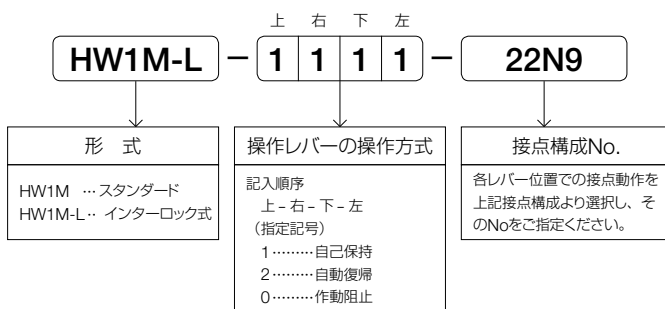 上 右 下 左
HW1M-L － 1 1 1 1 － 22N9
形　式
HW1M …スタンダード
HW1M-L‥ インターロック式
操作レバーの操作方式
記入順序
上－右－下－左
（指定記号）
1………自己保持
2………自動復帰
0………作動阻止
接点構成No.
各レバー位置での接点動作を
上記接点構成より選択し、そ
のNoをご指定ください。